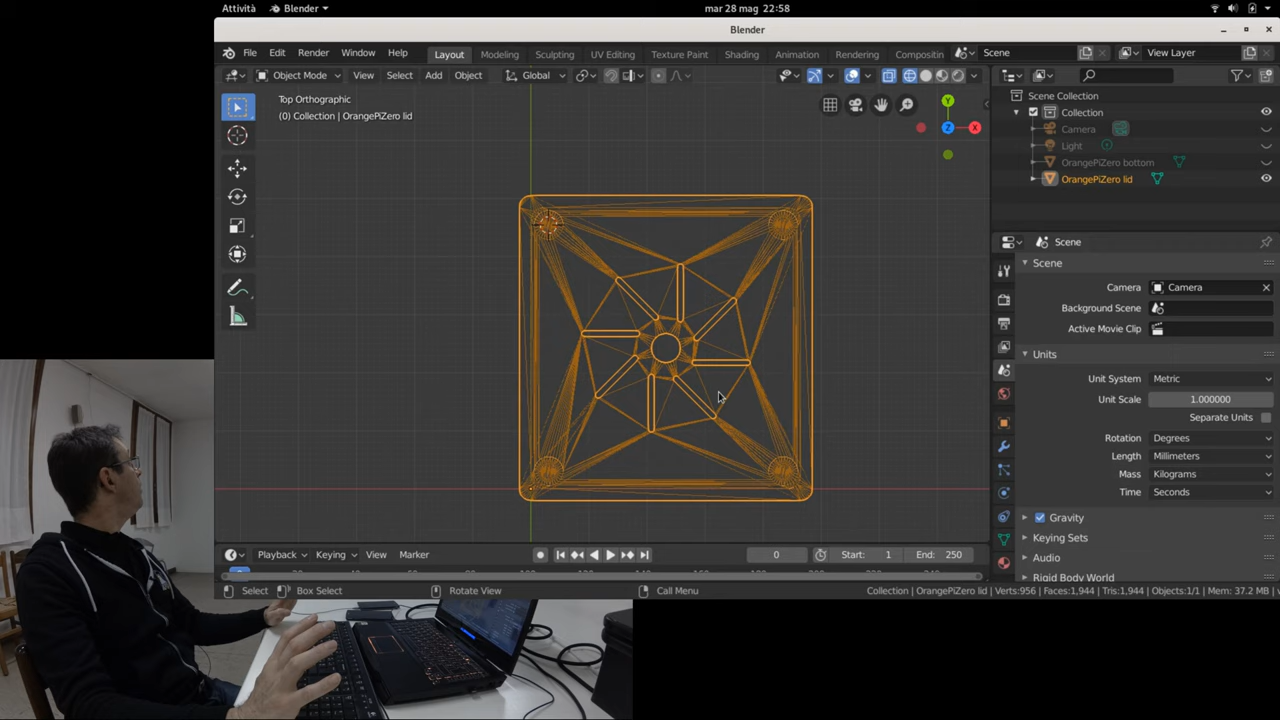 Attività Blender mar 28 mag 22:58
Blender
File Edit Render Window Help Layout Modeling Sculpting UV Editing Texture Paint Shading Animation Rendering Compositin Scene View Layer
Object Mode View Select Add Object Global
Top Orthographic
(0) Collection | OrangePiZero lid
Y
Z X
Scene Collection
Collection
Camera
Light
OrangePiZero bottom
OrangePiZero lid
Scene
Scene
Camera Camera
Background Scene
Active Movie Clip
Units
Unit System Metric
Unit Scale 1.000000
Separate Units
Rotation Degrees
Length Millimeters
Mass Kilograms
Time Seconds
Gravity
Keying Sets
Audio
Rigid Body World
Playback Keying View Marker 0 Start: 1 End: 250
Select Box Select Rotate View Call Menu Collection | OrangePiZero lid | Verts:956 | Faces:1,944 | Tris:1,944 | Objects:1/1 | Mem: 37.2 MB | v